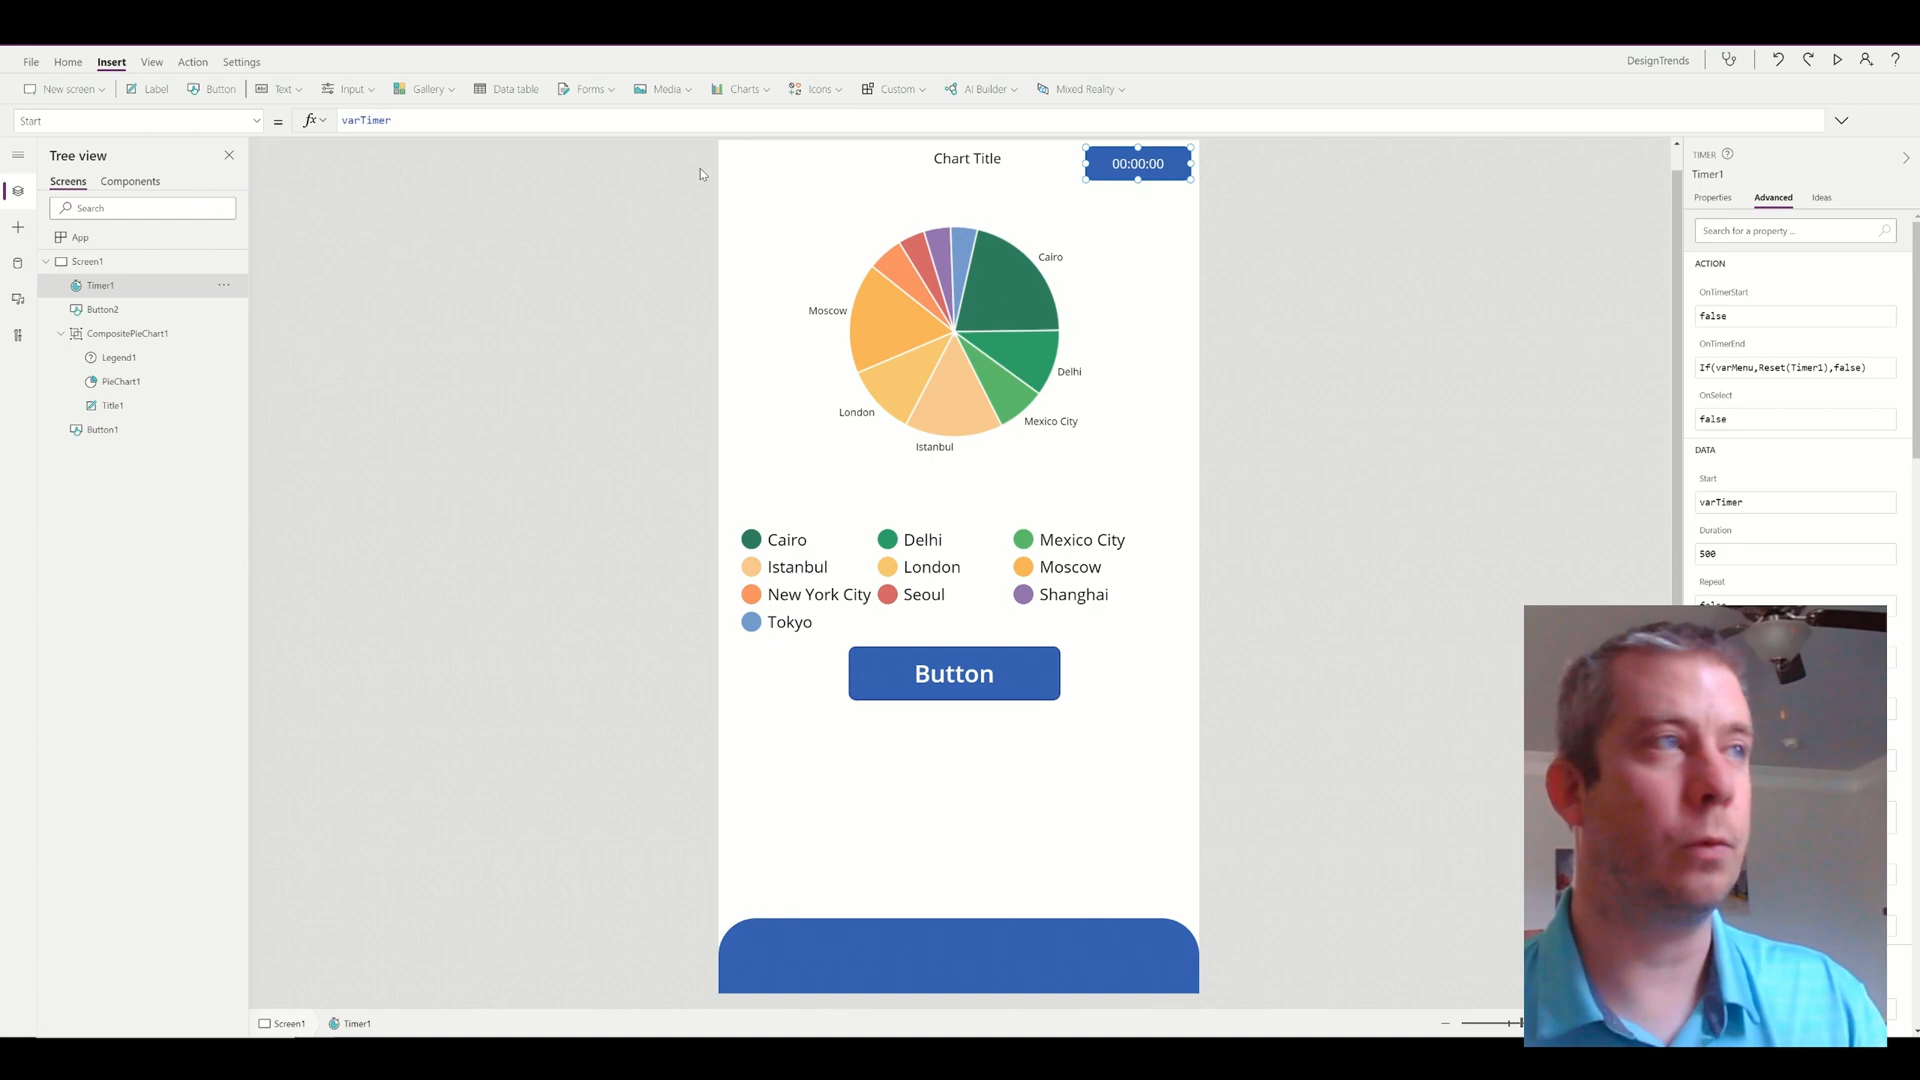 File Home Insert View Action Settings DesignTrends ?
New screen Label Button Text Input Gallery Data table Forms Media Charts Icons Custom AI Builder Mixed Reality
Start = fx varTimer
Tree view
Screens Components
Search
App
Screen1
Timer1 ...
Button2
CompositePieChart1
Legend1
PieChart1
Title1
Button1
Chart Title
00:00:00
Cairo
Moscow
Delhi
London
Mexico City
Istanbul
Cairo Delhi Mexico City
Istanbul London Moscow
New York City Seoul Shanghai
Tokyo
Button
TIMER ?
Timer1
Properties Advanced Ideas
Search for a property ...
ACTION
OnTimerStart
false
OnTimerEnd
If(varMenu,Reset(Timer1),false)
OnSelect
false
DATA
Start
varTimer
Duration
500
Repeat
Screen1 Timer1